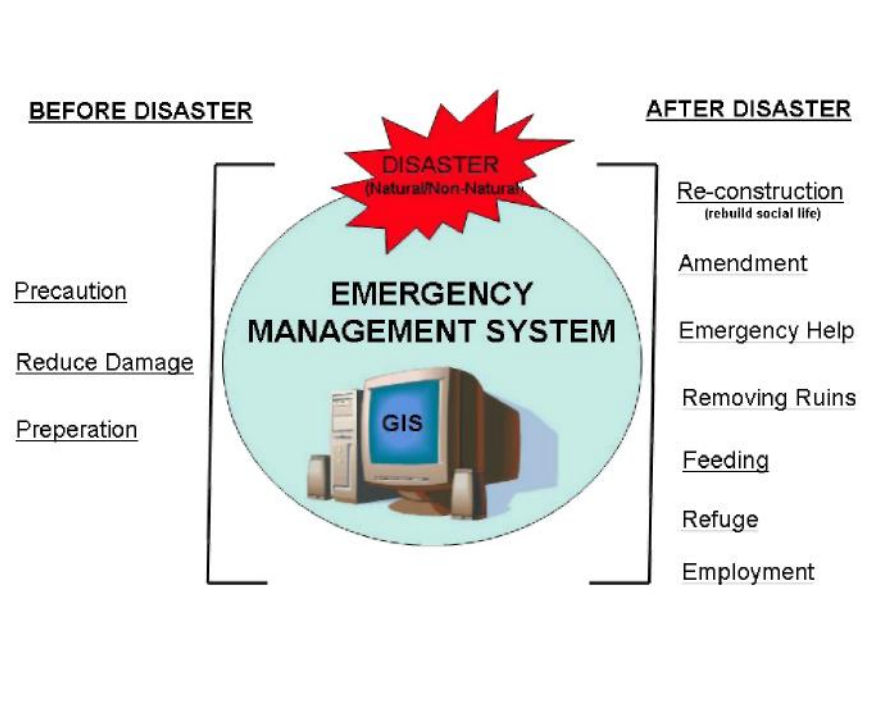 BEFORE DISASTER
Precaution
Reduce Damage
Preperation
DISASTER
(Natural/Non-Natural)
EMERGENCY
MANAGEMENT SYSTEM
GIS
AFTER DISASTER
Re-construction
(rebuild social life)
Amendment
Emergency Help
Removing Ruins
Feeding
Refuge
Employment